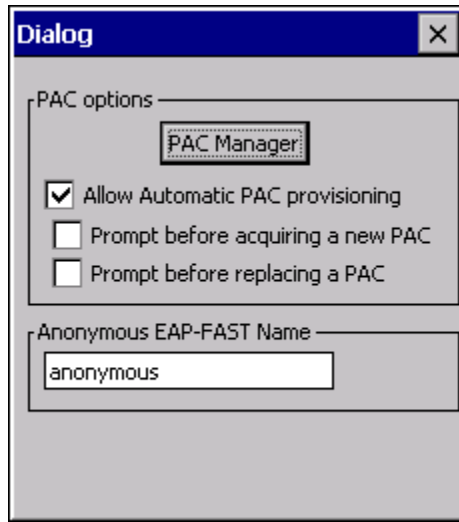 Dialog
PAC options
PAC Manager
Allow Automatic PAC provisioning
Prompt before acquiring a new PAC
Prompt before replacing a PAC
Anonymous EAP-FAST Name
anonymous